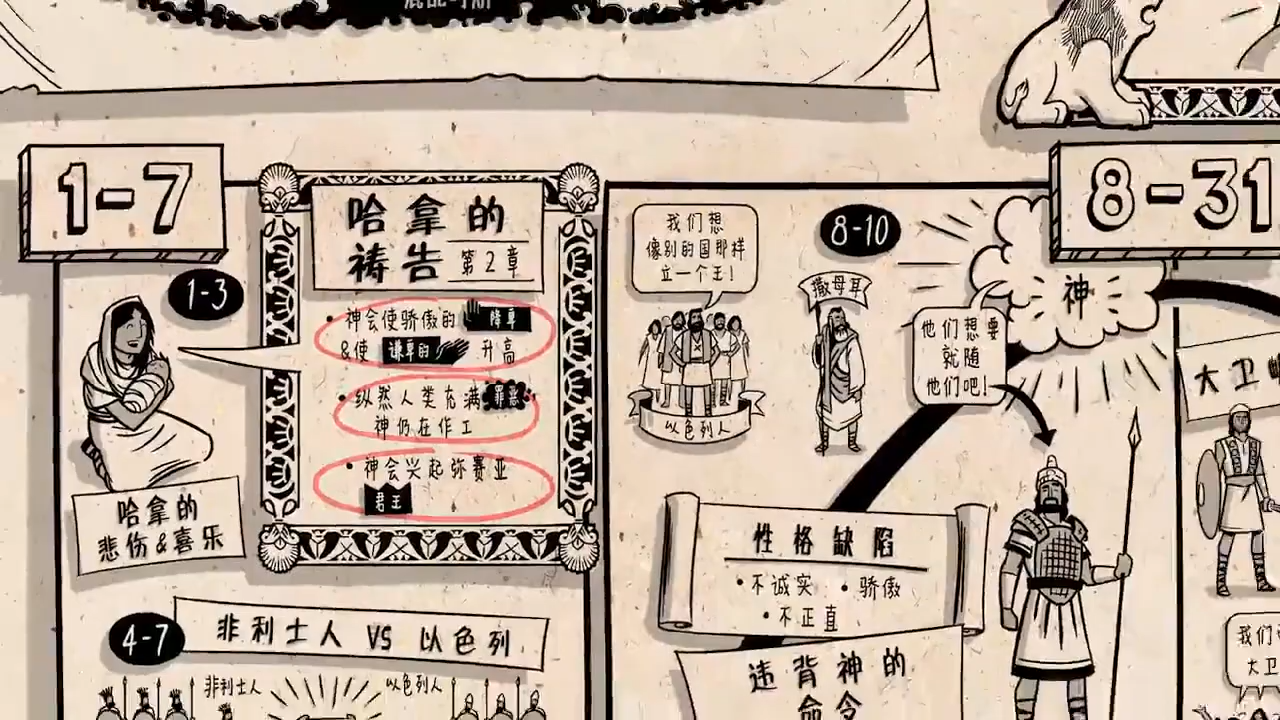 1-7
哈拿的
祷告 第2章
1-3
• 神会使骄傲的 降卑
&使 谦卑的 升高
• 纵然人类充满罪恶
神仍在作工
• 神会兴起弥赛亚
君王
哈拿的
悲伤&喜乐
4-7
非利士人 VS 以色列
非利士人
以色列人
8-31
我们想
像别的国那样
立一个王!
8-10
撒母耳
以色列人
神
他们想要
就随
他们吧!
性格缺陷
• 不诚实 • 骄傲
• 不正直
违背神的
命令
大卫
我们
大卫